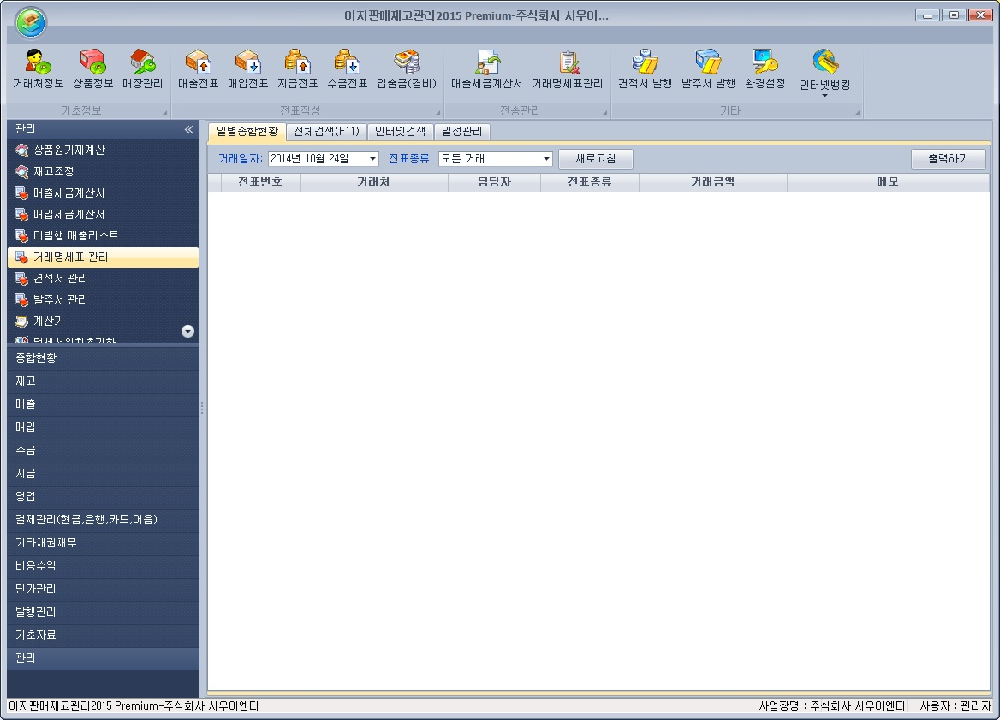 이지판매재고관리2015 Premium-주식회사 시우이...
거래처정보 상품정보 매장관리 매출전표 매입전표 지급전표 수금전표 입출금(경비) 매출세금계산서 거래명세표관리 견적서 발행 발주서 발행 환경설정 인터넷뱅킹
기초정보 전표작성 전송관리 기타
관리 «
상품원가재계산
재고조정
매출세금계산서
매입세금계산서
미발행 매출리스트
거래명세표 관리
견적서 관리
발주서 관리
계산기
명세서위치초기화
종합현황
재고
매출
매입
수금
지급
영업
결제관리(현금,은행,카드,어음)
기타채권채무
비용수익
단가관리
발행관리
기초자료
관리
일별종합현황 전체검색(F11) 인터넷검색 일정관리
거래일자: 2014년 10월 24일 전표종류: 모든 거래 새로고침 출력하기
전표번호 거래처 담당자 전표종류 거래금액 메모
이지판매재고관리2015 Premium-주식회사 시우이엔티 사업장명 : 주식회사 시우이엔티 사용자 : 관리자